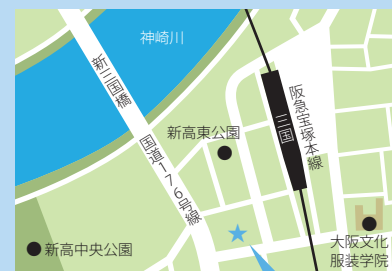 神崎川
新三国橋
国道176号線
新高東公園
三国
阪急宝塚本線
新高中央公園
大阪文化
服装学院